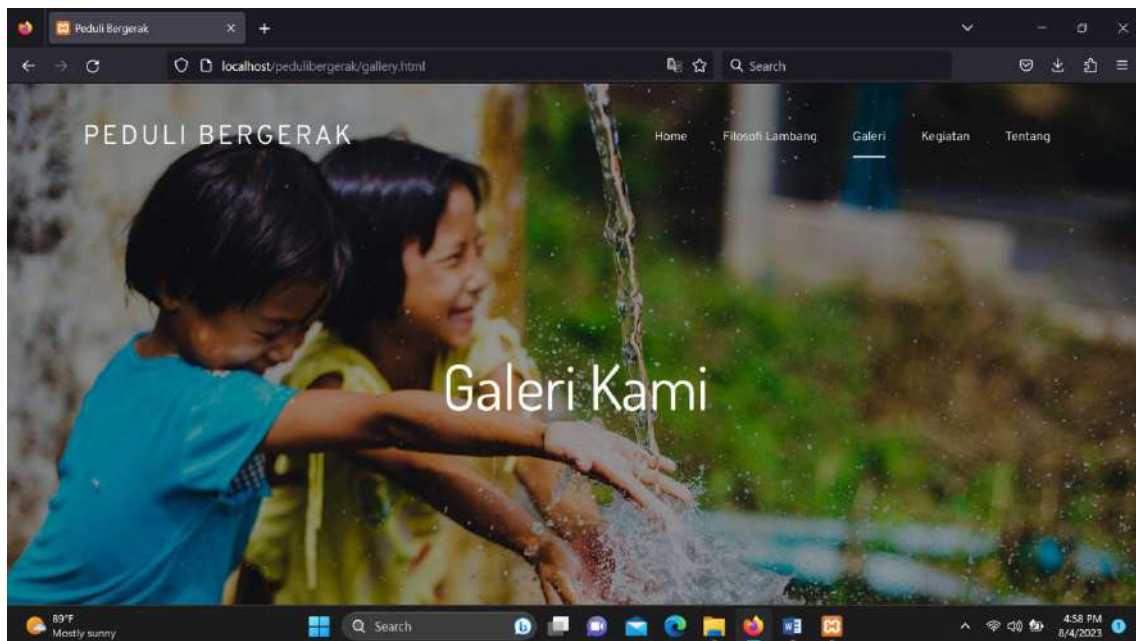 Peduli Bergerak
localhost/pedulibergerak/gallery.html
Search
PEDULI BERGERAK
Home Filosofi Lambang Galeri Kegiatan Tentang
Galeri Kami
89°F
Mostly sunny
Search
4:58 PM
8/4/2023
1